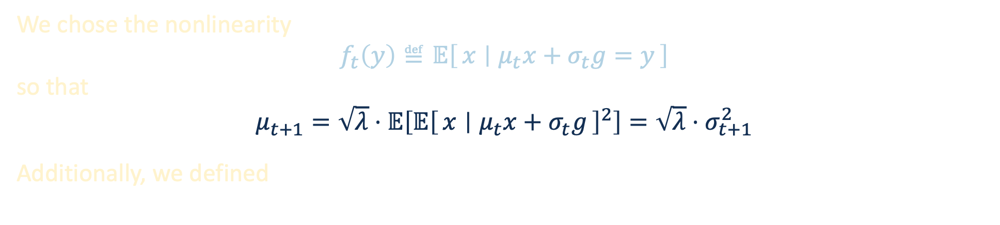 We chose the nonlinearity
f_t(y) ≝ 𝔼[ x | μ_t x + σ_t g = y ]
so that
μ_{t+1} = √λ · 𝔼[𝔼[ x | μ_t x + σ_t g ]²] = √λ · σ²_{t+1}
Additionally, we defined